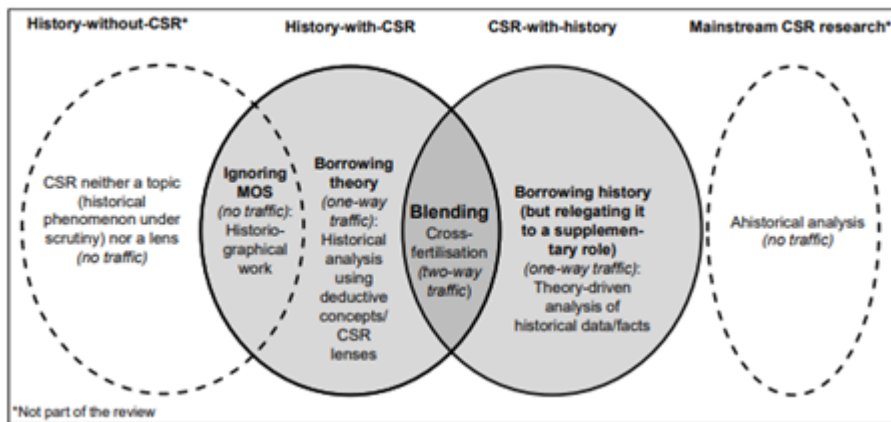 History-without-CSR*
History-with-CSR
CSR-with-history
Mainstream CSR research*
CSR neither a topic
(historical
phenomenon under
scrutiny) nor a lens
(no traffic)
Ignoring
MOS
(no traffic):
Historio-
graphical
work
Borrowing
theory
(one-way
traffic):
Historical
analysis
using
deductive
concepts/
CSR
lenses
Blending
Cross-
fertilisation
(two-way
traffic)
Borrowing history
(but relegating it
to a supplemen-
tary role)
(one-way traffic):
Theory-driven
analysis of
historical data/facts
Ahistorical analysis
(no traffic)
*Not part of the review